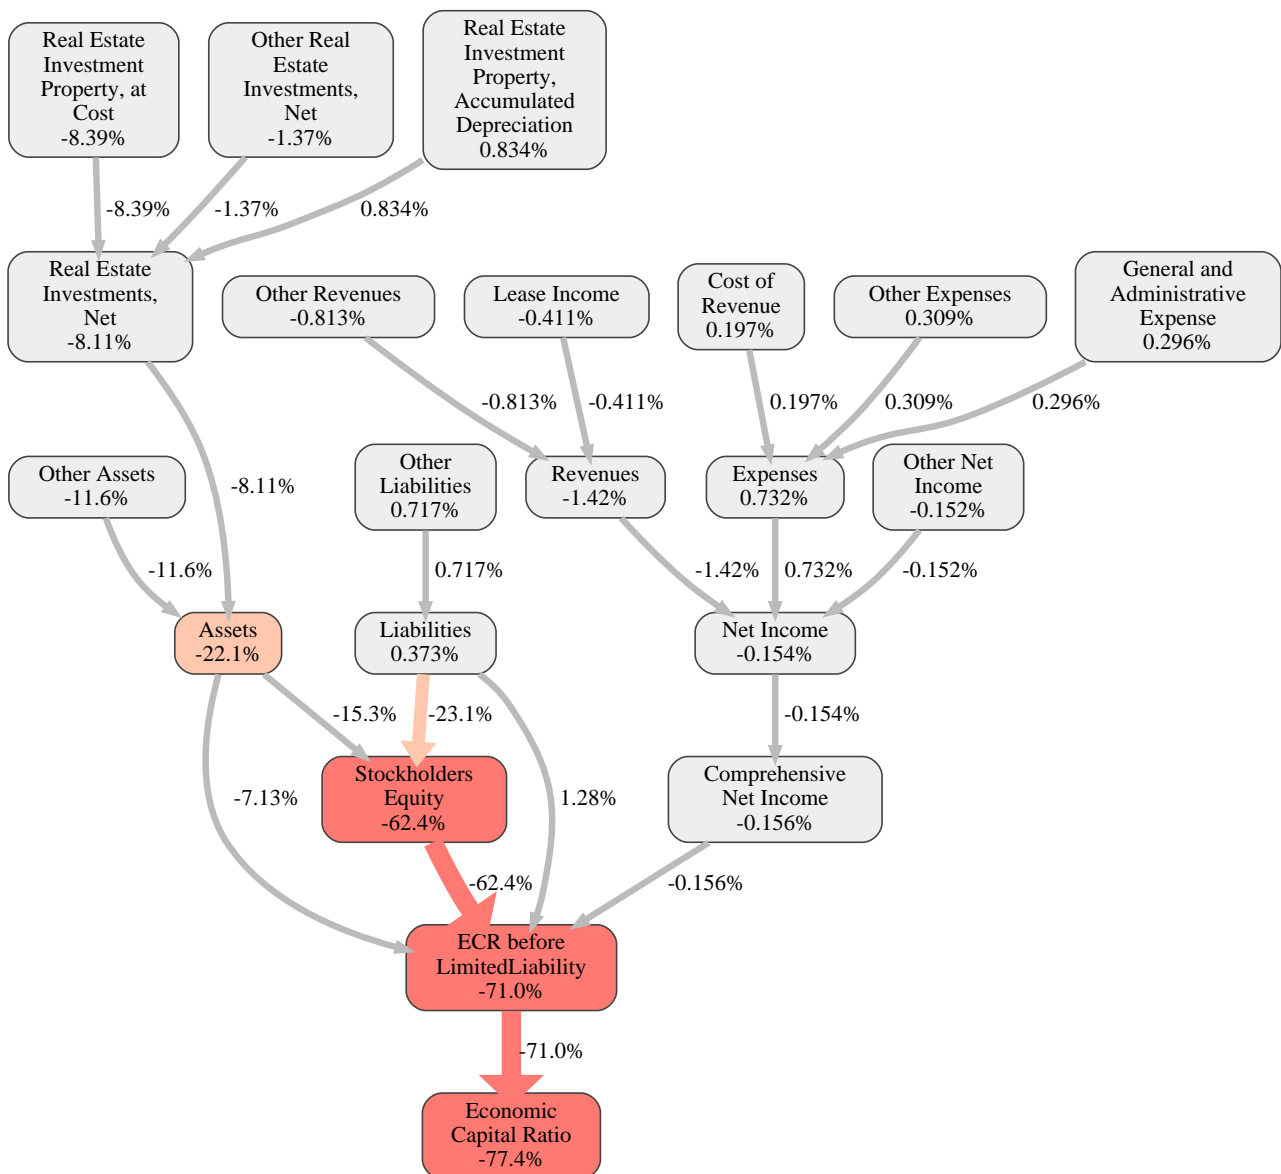 Real Estate
Investment
Property, at
Cost
-8.39%
Other Real
Estate
Investments,
Net
-1.37%
Real Estate
Investment
Property,
Accumulated
Depreciation
0.834%
-8.39%
-1.37%
0.834%
Real Estate
Investments,
Net
-8.11%
Other Revenues
-0.813%
Lease Income
-0.411%
Cost of
Revenue
0.197%
Other Expenses
0.309%
General and
Administrative
Expense
0.296%
-0.813%
-0.411%
0.197%
0.309%
0.296%
Other Assets
-11.6%
-8.11%
Other
Liabilities
0.717%
Revenues
-1.42%
Expenses
0.732%
Other Net
Income
-0.152%
-11.6%
0.717%
-1.42%
0.732%
-0.152%
Assets
-22.1%
Liabilities
0.373%
Net Income
-0.154%
-15.3%
-23.1%
-0.154%
Stockholders
Equity
-62.4%
Comprehensive
Net Income
-0.156%
-7.13%
1.28%
-62.4%
-0.156%
ECR before
LimitedLiability
-71.0%
-71.0%
Economic
Capital Ratio
-77.4%